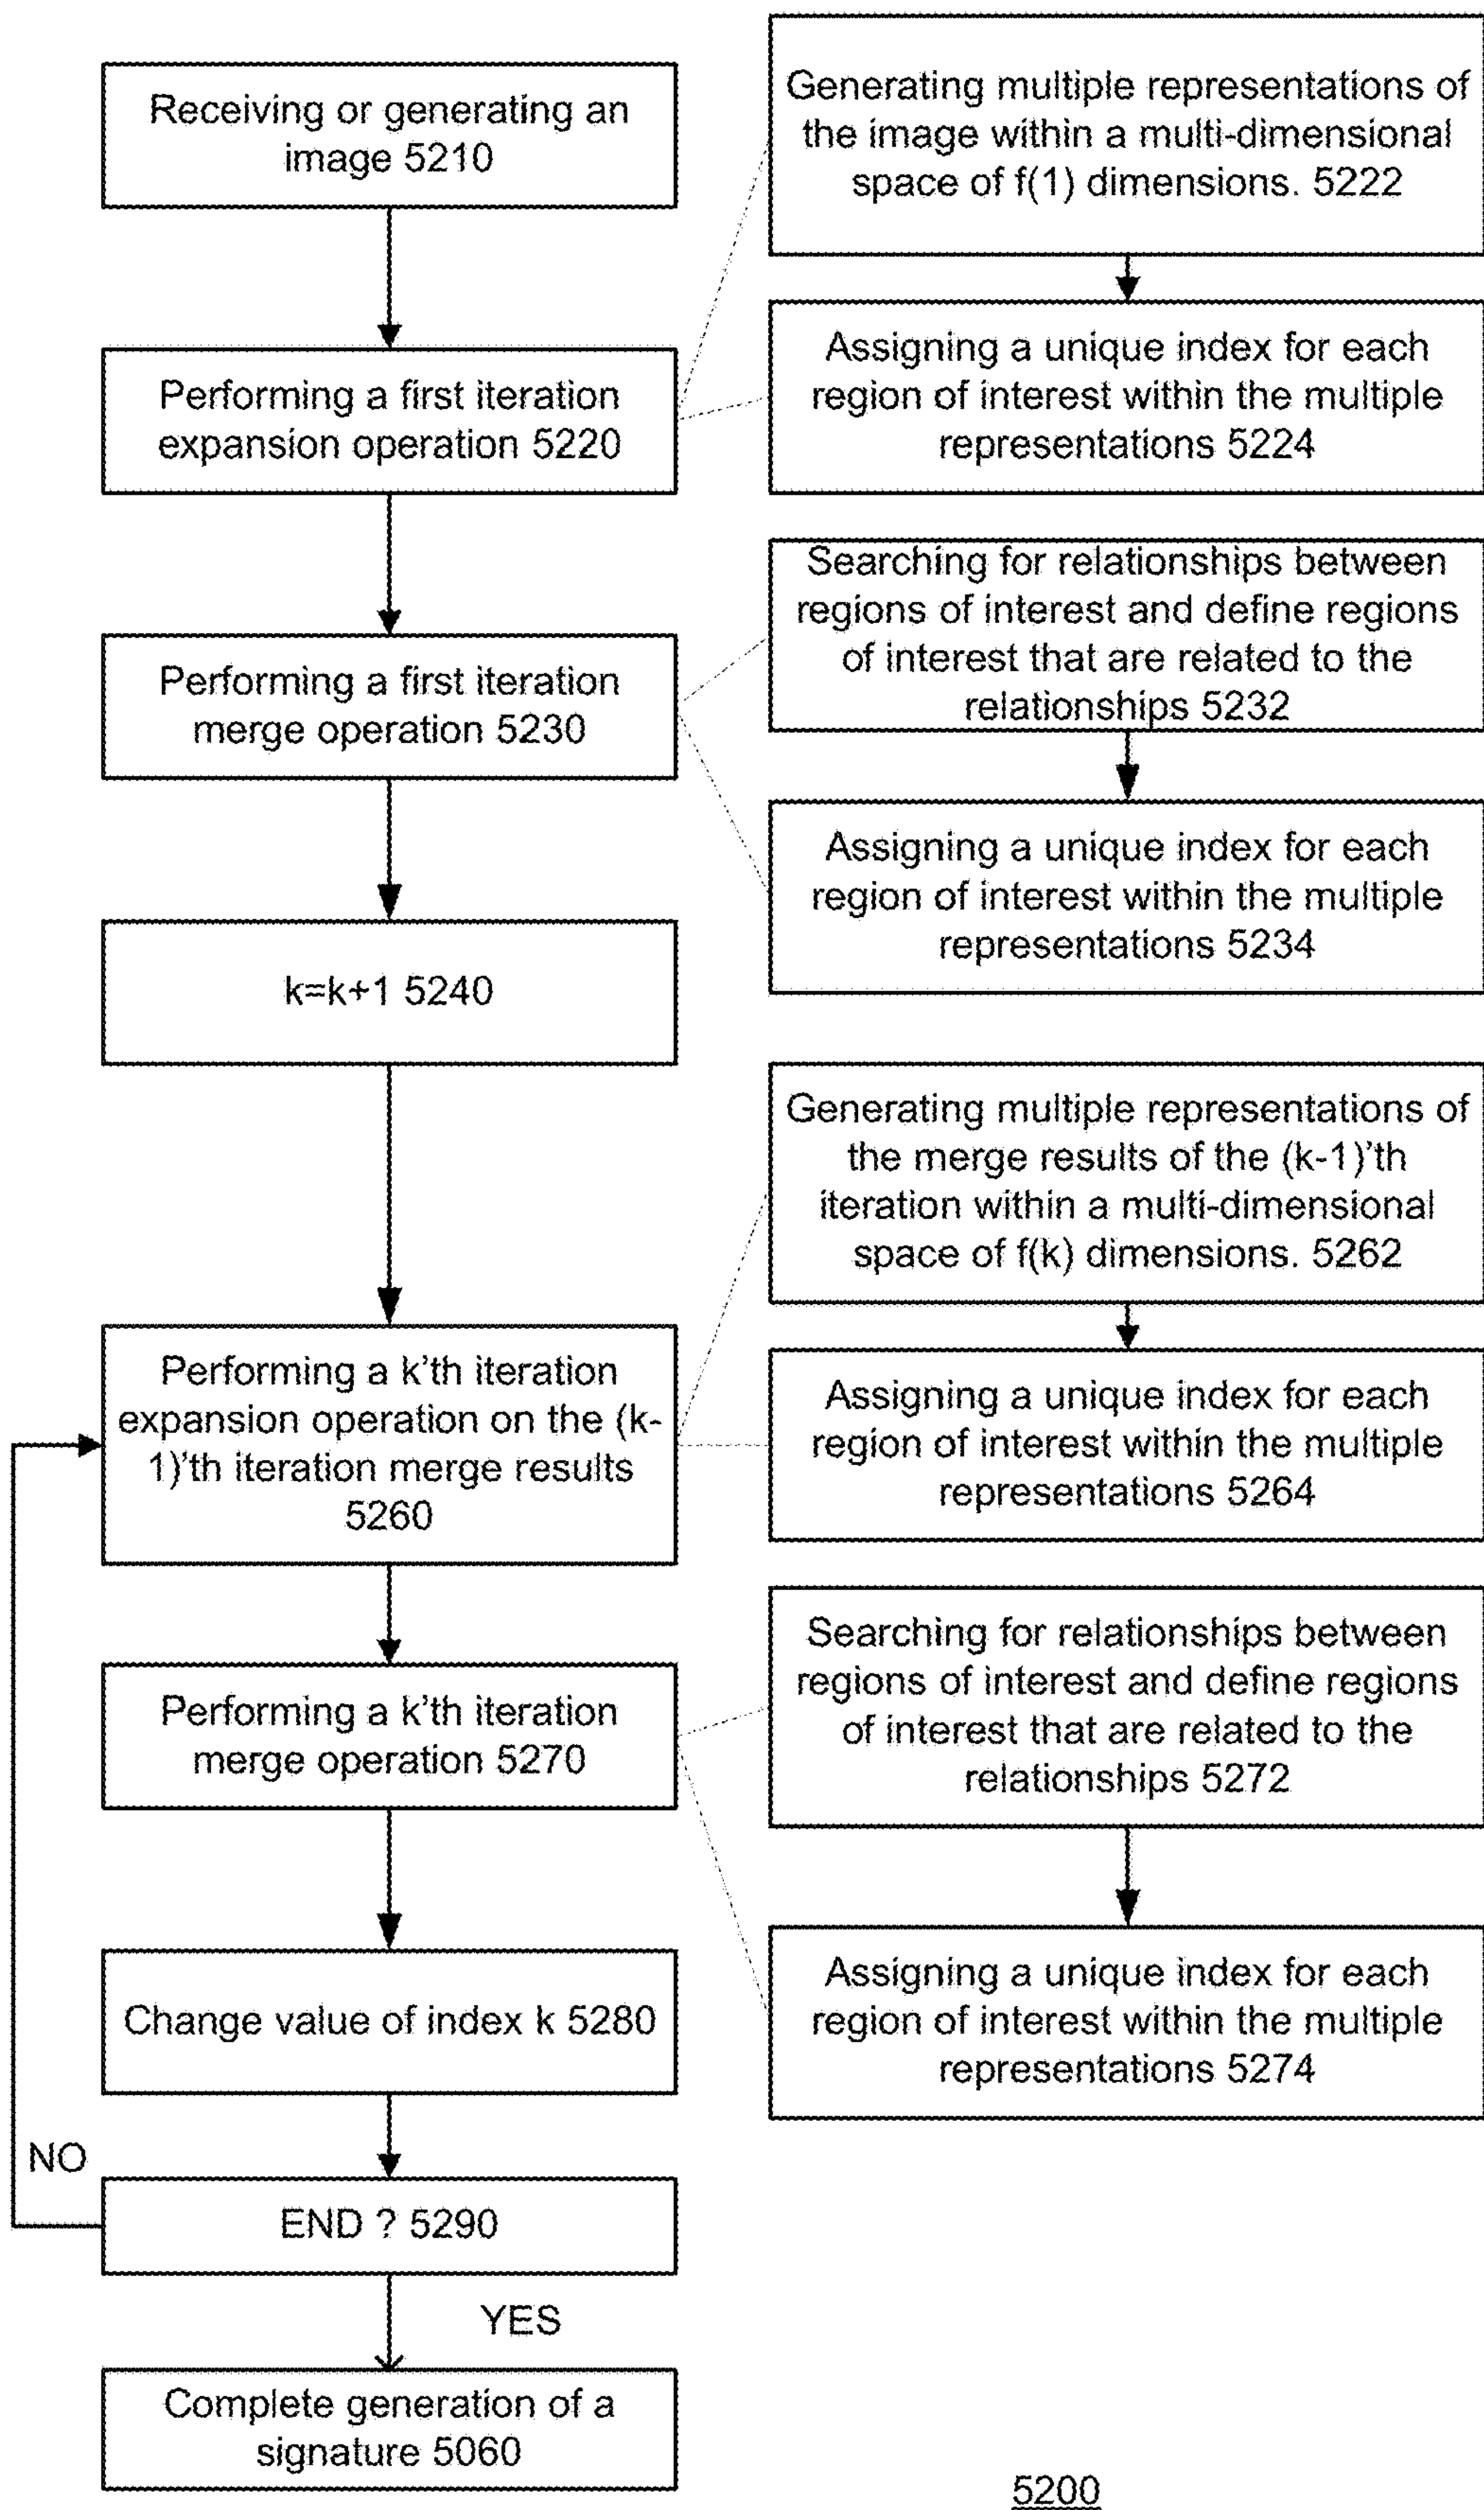 Receiving or generating an
image 5210
Generating multiple representations of
the image within a multi-dimensional
space of f(1) dimensions. 5222
Performing a first iteration
expansion operation 5220
Assigning a unique index for each
region of interest within the multiple
representations 5224
Performing a first iteration
merge operation 5230
Searching for relationships between
regions of interest and define regions
of interest that are related to the
relationships 5232
Assigning a unique index for each
region of interest within the multiple
representations 5234
k=k+1 5240
Generating multiple representations of
the merge results of the (k-1)'th
iteration within a multi-dimensional
space of f(k) dimensions. 5262
Performing a k'th iteration
expansion operation on the (k-
1)'th iteration merge results
5260
Assigning a unique index for each
region of interest within the multiple
representations 5264
Performing a k'th iteration
merge operation 5270
Searching for relationships between
regions of interest and define regions
of interest that are related to the
relationships 5272
Change value of index k 5280
Assigning a unique index for each
region of interest within the multiple
representations 5274
NO
END ? 5290
YES
Complete generation of a
signature 5060
5200